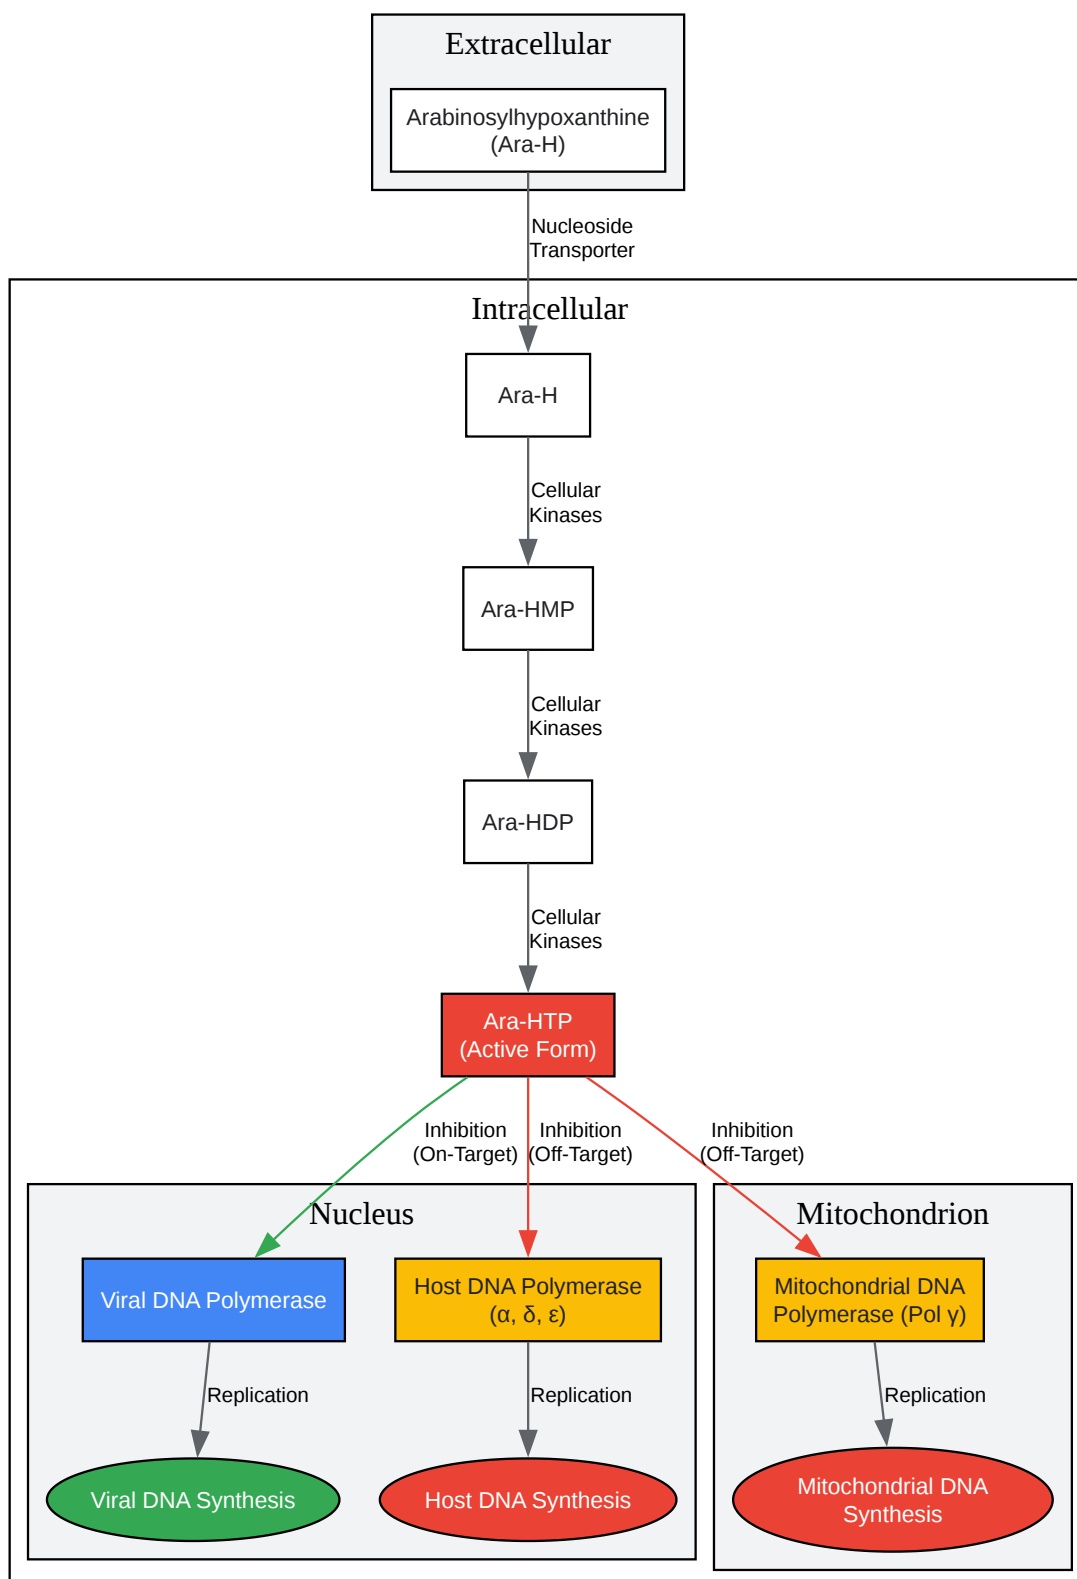 Extracellular
Arabinosylhypoxanthine
(Ara-H)
Nucleoside
Transporter
Intracellular
Ara-H
Cellular
Kinases
Ara-HMP
Cellular
Kinases
Ara-HDP
Cellular
Kinases
Ara-HTP
(Active Form)
Inhibition
(On-Target)
Inhibition
(Off-Target)
Inhibition
(Off-Target)
Nucleus
Viral DNA Polymerase
Host DNA Polymerase
(α, δ, ε)
Replication
Replication
Viral DNA Synthesis
Host DNA Synthesis
Mitochondrion
Mitochondrial DNA
Polymerase (Pol γ)
Replication
Mitochondrial DNA
Synthesis